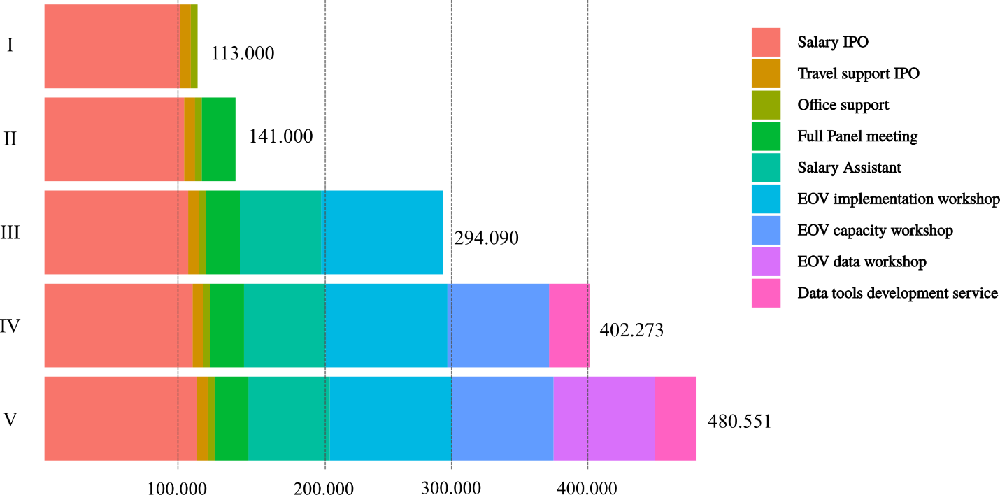 I
113.000
II
141.000
III
294.090
IV
402.273
V
480.551
100.000
200.000
300.000
400.000
Salary IPO
Travel support IPO
Office support
Full Panel meeting
Salary Assistant
EOV implementation workshop
EOV capacity workshop
EOV data workshop
Data tools development service